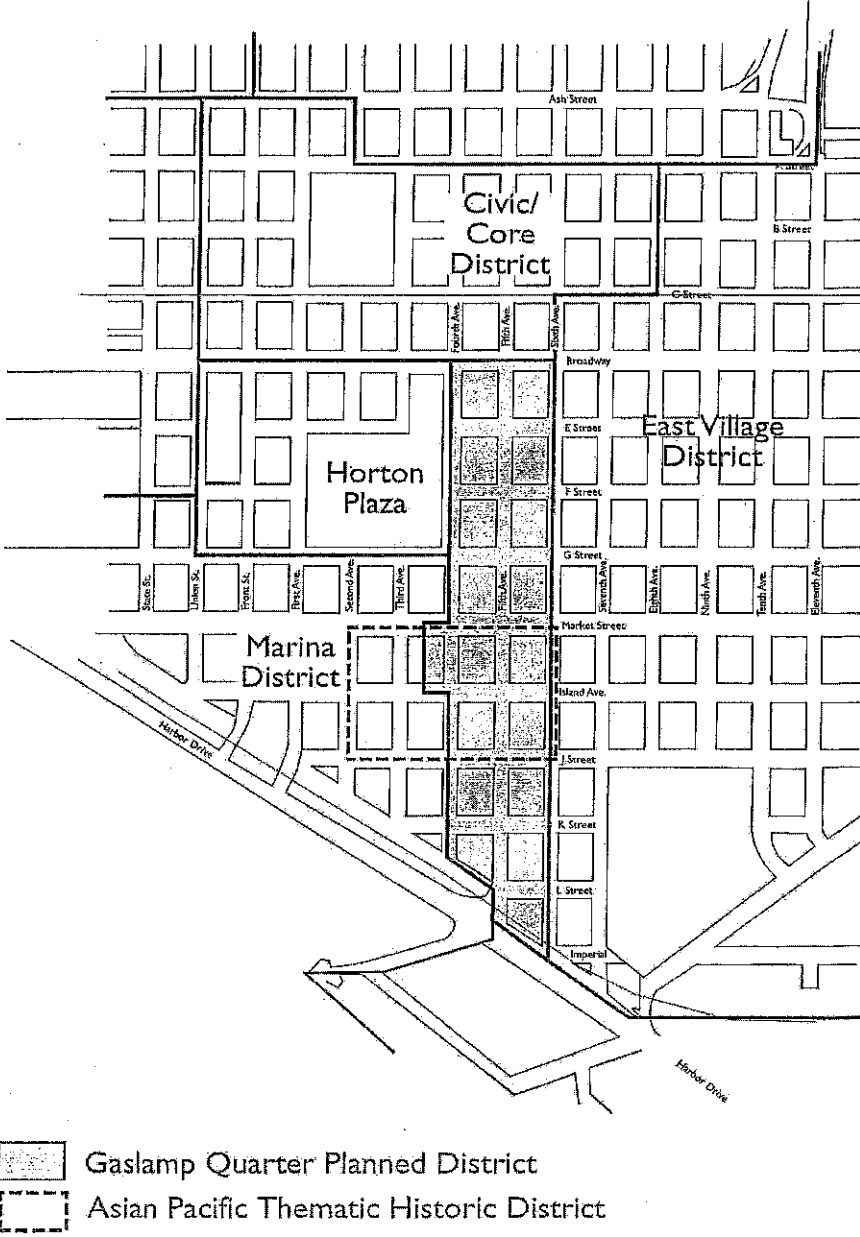 Ash Street
A Street
Civic/
Core
District
B Street
C Street
Fourth Ave.
Fifth Ave.
Sixth Ave.
Broadway
E Street
East Village
District
Horton
Plaza
F Street
G Street
State St.
Union St.
Front St.
First Ave.
Second Ave.
Third Ave.
Fifth Ave.
Seventh Ave.
Eighth Ave.
Ninth Ave.
Tenth Ave.
Eleventh Ave.
Market Street
Marina
District
Island Ave.
Harbor Drive
J Street
K Street
L Street
Imperial
Harbor Drive
Gaslamp Quarter Planned District
Asian Pacific Thematic Historic District